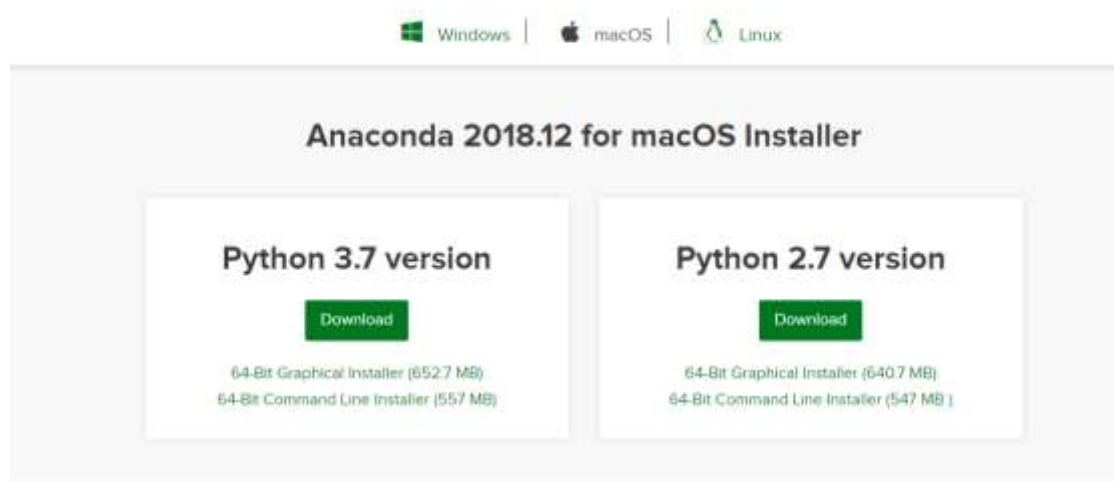 Windows | macOS | Linux
Anaconda 2018.12 for macOS Installer
Python 3.7 version
Download
64-Bit Graphical Installer (652.7 MB)
64-Bit Command Line Installer (557 MB)
Python 2.7 version
Download
64-Bit Graphical Installer (640.7 MB)
64-Bit Command Line Installer (547 MB )